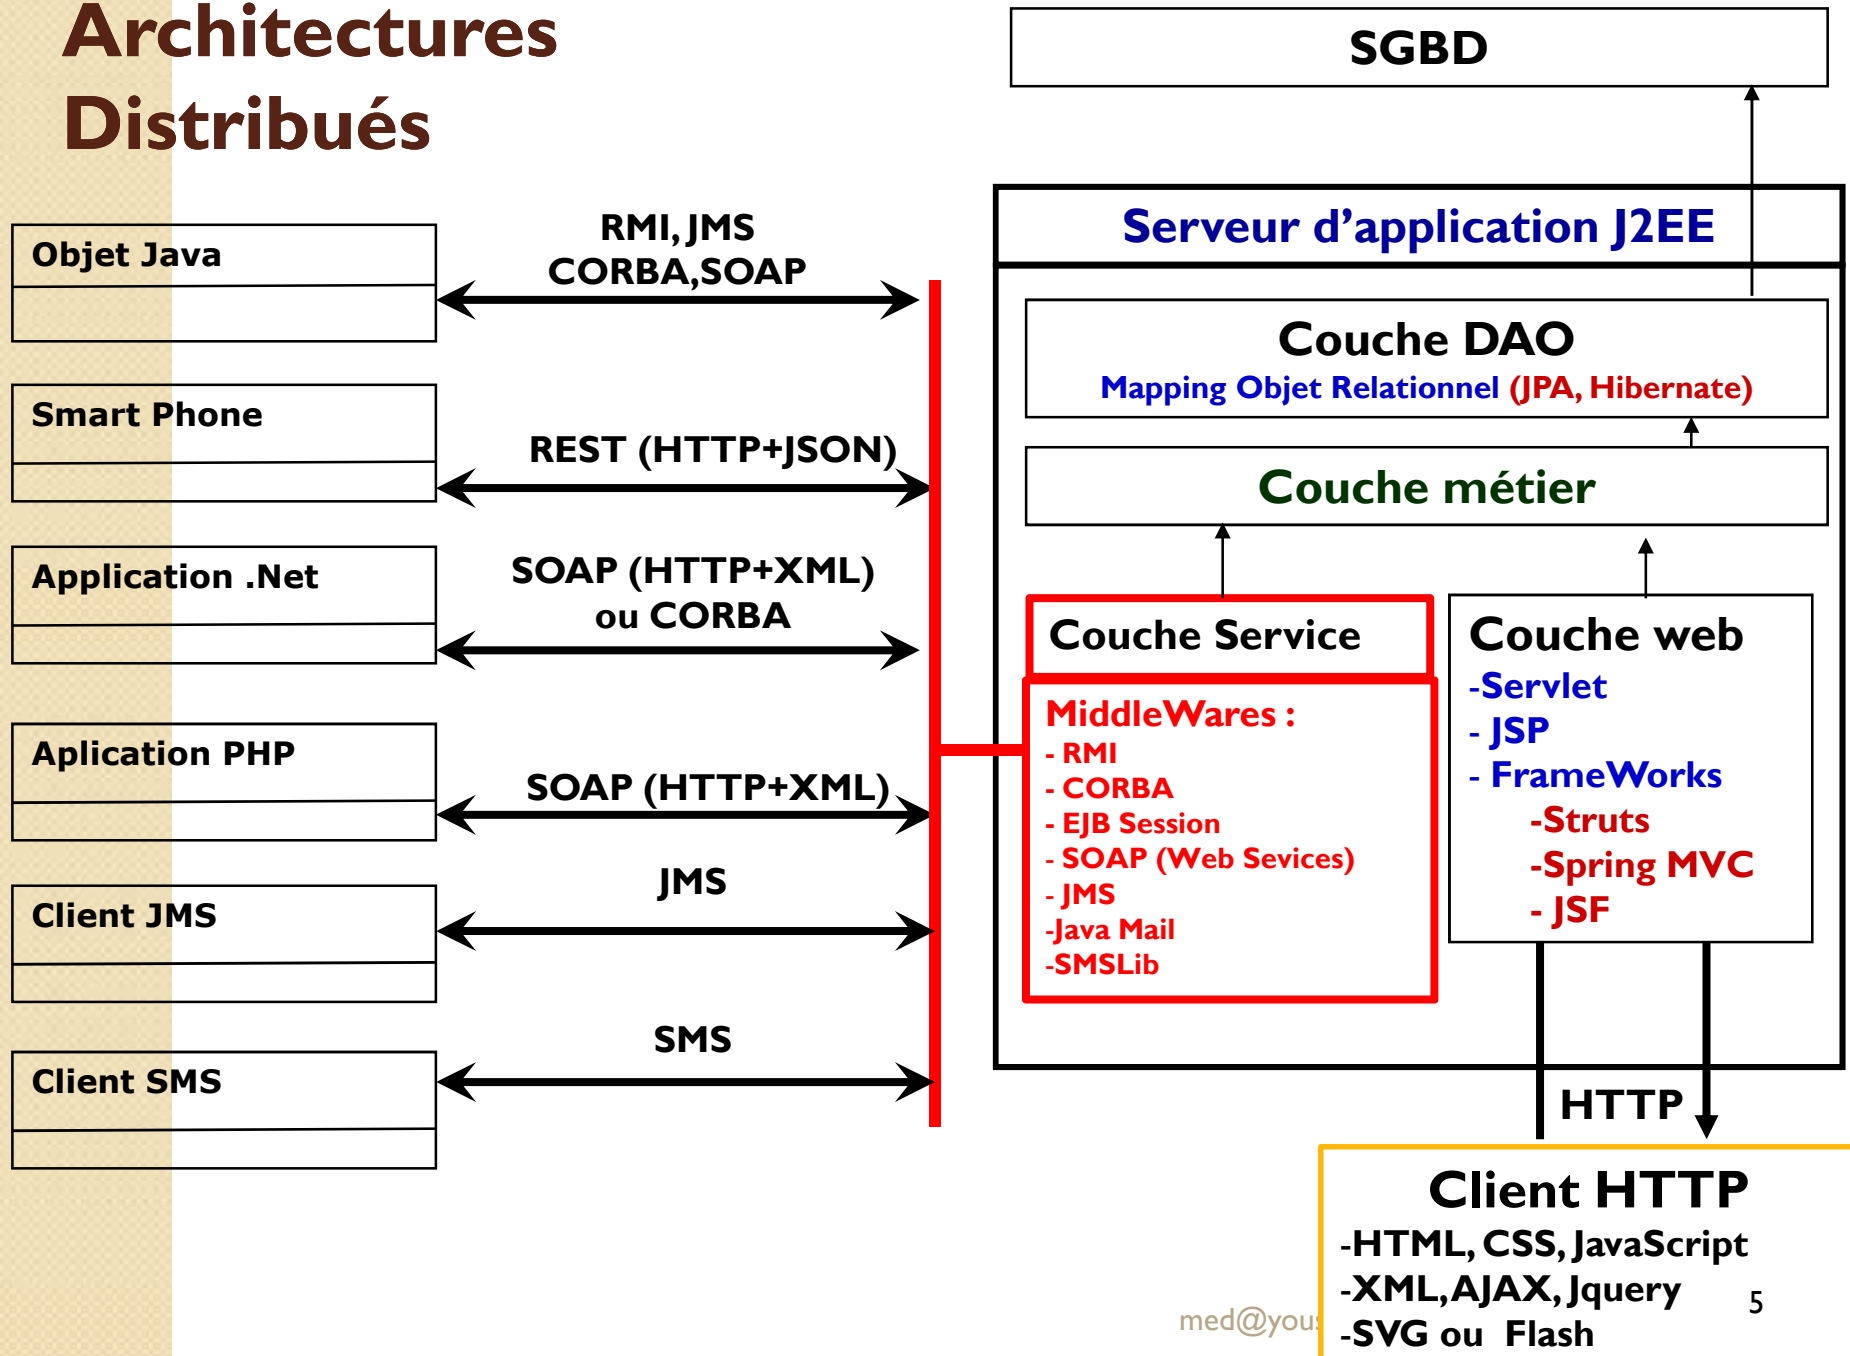 Architectures
Distribués
SGBD
Serveur d’application J2EE
Couche DAO
Mapping Objet Relationnel (JPA, Hibernate)
Couche métier
Couche Service
MiddleWares :
- RMI
- CORBA
- EJB Session
- SOAP (Web Sevices)
- JMS
-Java Mail
-SMSLib
Couche web
-Servlet
- JSP
- FrameWorks
-Struts
-Spring MVC
- JSF
Objet Java
RMI, JMS
CORBA,SOAP
Smart Phone
REST (HTTP+JSON)
Application .Net
SOAP (HTTP+XML)
ou CORBA
Aplication PHP
SOAP (HTTP+XML)
Client JMS
JMS
Client SMS
SMS
HTTP
Client HTTP
-HTML, CSS, JavaScript
-XML, AJAX, Jquery
-SVG ou Flash
5